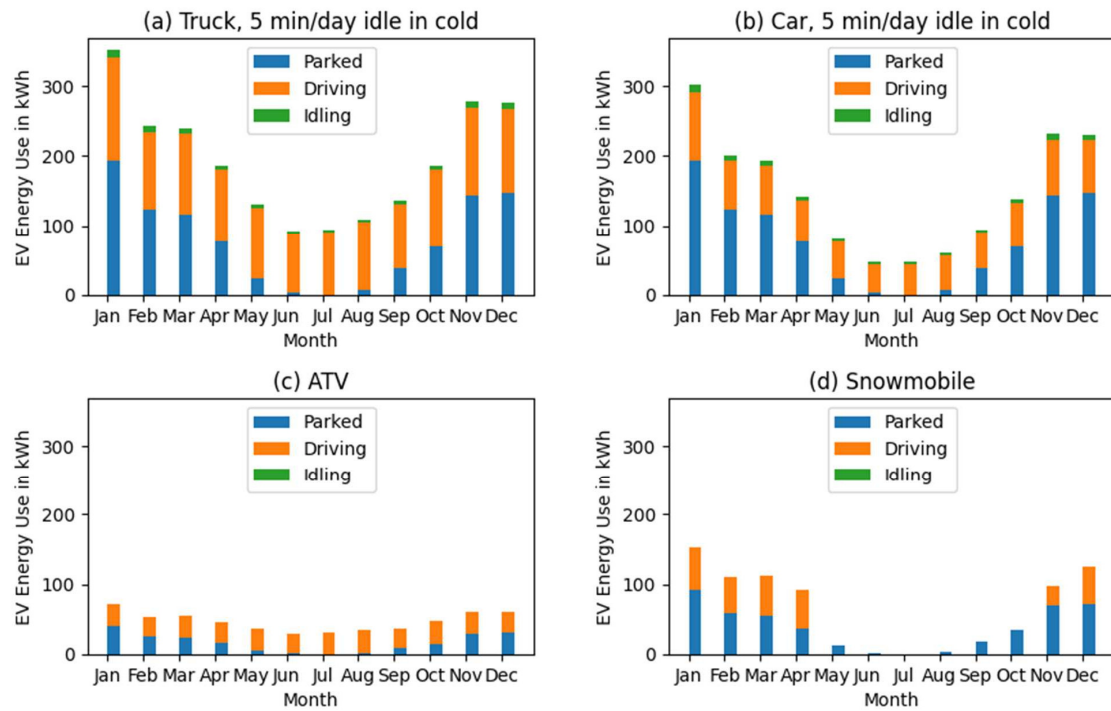 (a) Truck, 5 min/day idle in cold
EV Energy Use in kWh
300
200
100
0
Parked
Driving
Idling
Jan Feb Mar Apr May Jun Jul Aug Sep Oct Nov Dec
Month
(b) Car, 5 min/day idle in cold
EV Energy Use in kWh
300
200
100
0
Parked
Driving
Idling
Jan Feb Mar Apr May Jun Jul Aug Sep Oct Nov Dec
Month
(c) ATV
EV Energy Use in kWh
300
200
100
0
Parked
Driving
Idling
Jan Feb Mar Apr May Jun Jul Aug Sep Oct Nov Dec
Month
(d) Snowmobile
EV Energy Use in kWh
300
200
100
0
Parked
Driving
Idling
Jan Feb Mar Apr May Jun Jul Aug Sep Oct Nov Dec
Month